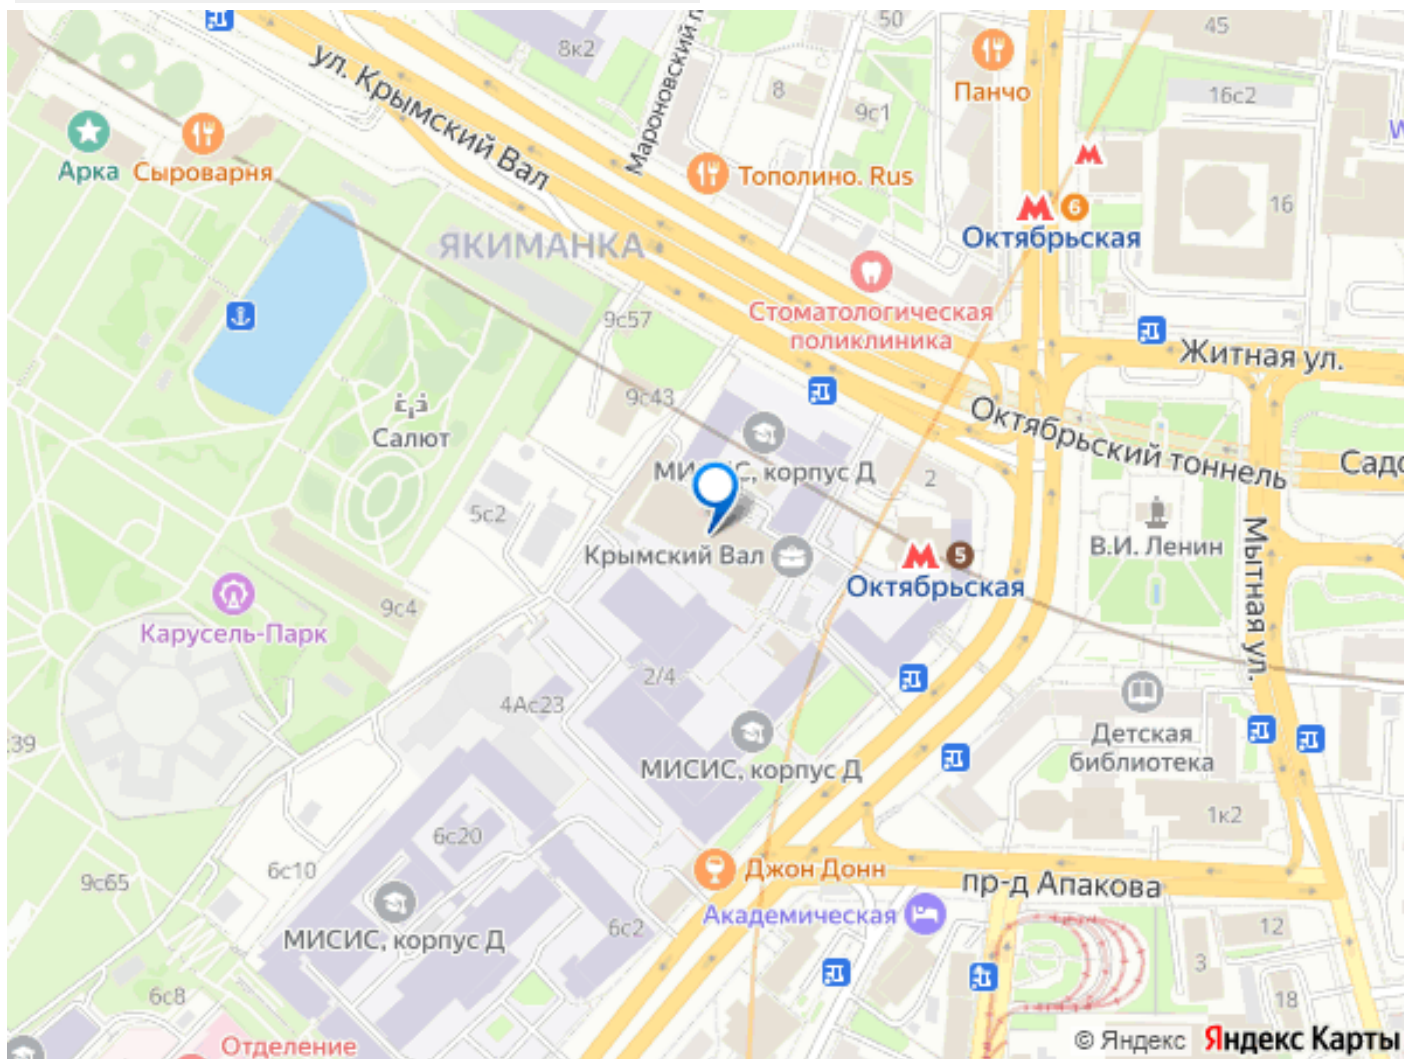 50
45
8к2
Мароновский п
ул. Крымский Вал
8
9с1
Панчо
16с2
W
Арка
Сыроварня
Тополино. Rus
6
Октябрьская
16
ЯКИМАНКА
Стоматологическая
поликлиника
9с57
Житная ул.
9с43
Салют
Октябрьский тоннель
Садо
МИСИС, корпус Д
2
5с2
Крымский Вал
5
Октябрьская
В.И. Ленин
Мытная ул.
9с4
Карусель-Парк
2/4
4Ас23
39
МИСИС, корпус Д
Детская
библиотека
1к2
6с20
6с10
9с65
Джон Донн
пр-д Апакова
Академическая
МИСИС, корпус Д
6с2
12
3
6с8
18
Отделение
© Яндекс Яндекс Карты